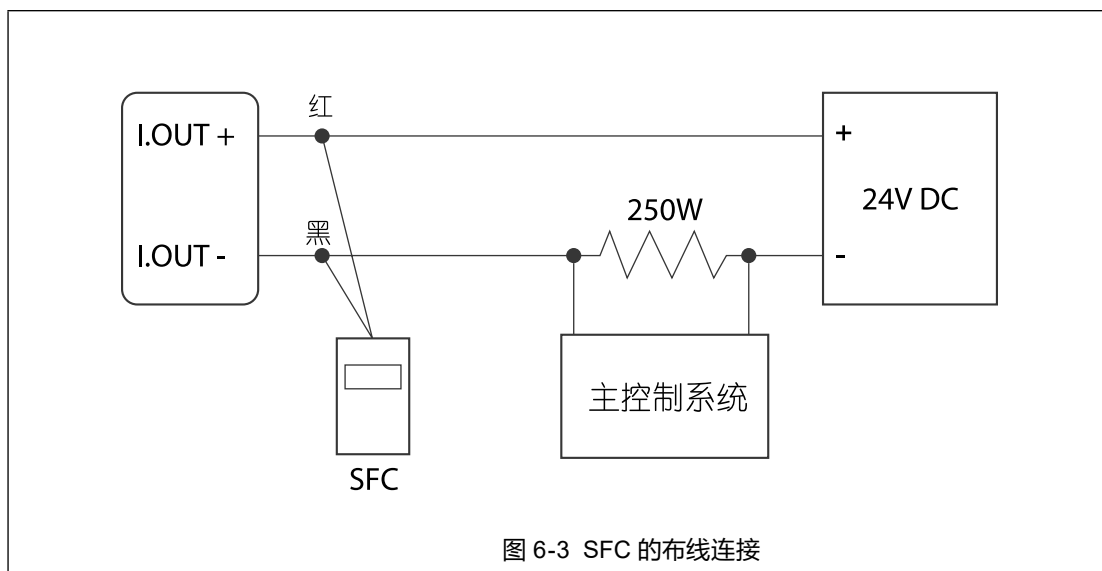 红
I.OUT +
+
24V DC
250W
黑
I.OUT -
-
主控制系统
SFC
图 6-3 SFC 的布线连接